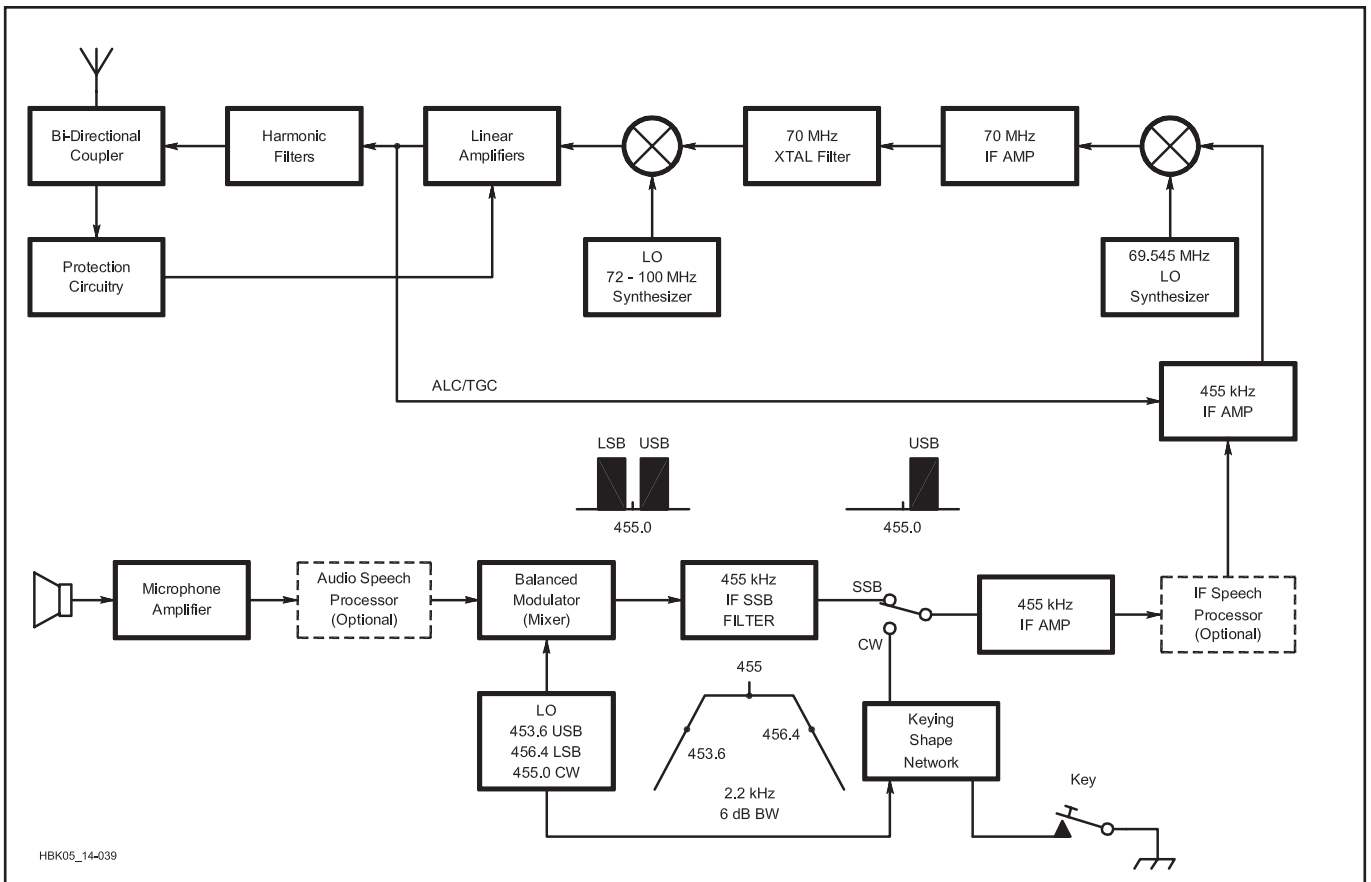 Bi-Directional
Coupler
Harmonic
Filters
Linear
Amplifiers
70 MHz
XTAL Filter
70 MHz
IF AMP
Protection
Circuitry
LO
72 - 100 MHz
Synthesizer
69.545 MHz
LO
Synthesizer
ALC/TGC
455 kHz
IF AMP
LSB USB
455.0
USB
455.0
Microphone
Amplifier
Audio Speech
Processor
(Optional)
Balanced
Modulator
(Mixer)
455 kHz
IF SSB
FILTER
SSB
CW
455 kHz
IF AMP
IF Speech
Processor
(Optional)
LO
453.6 USB
456.4 LSB
455.0 CW
455
453.6
456.4
2.2 kHz
6 dB BW
Keying
Shape
Network
Key
HBK05_14-039